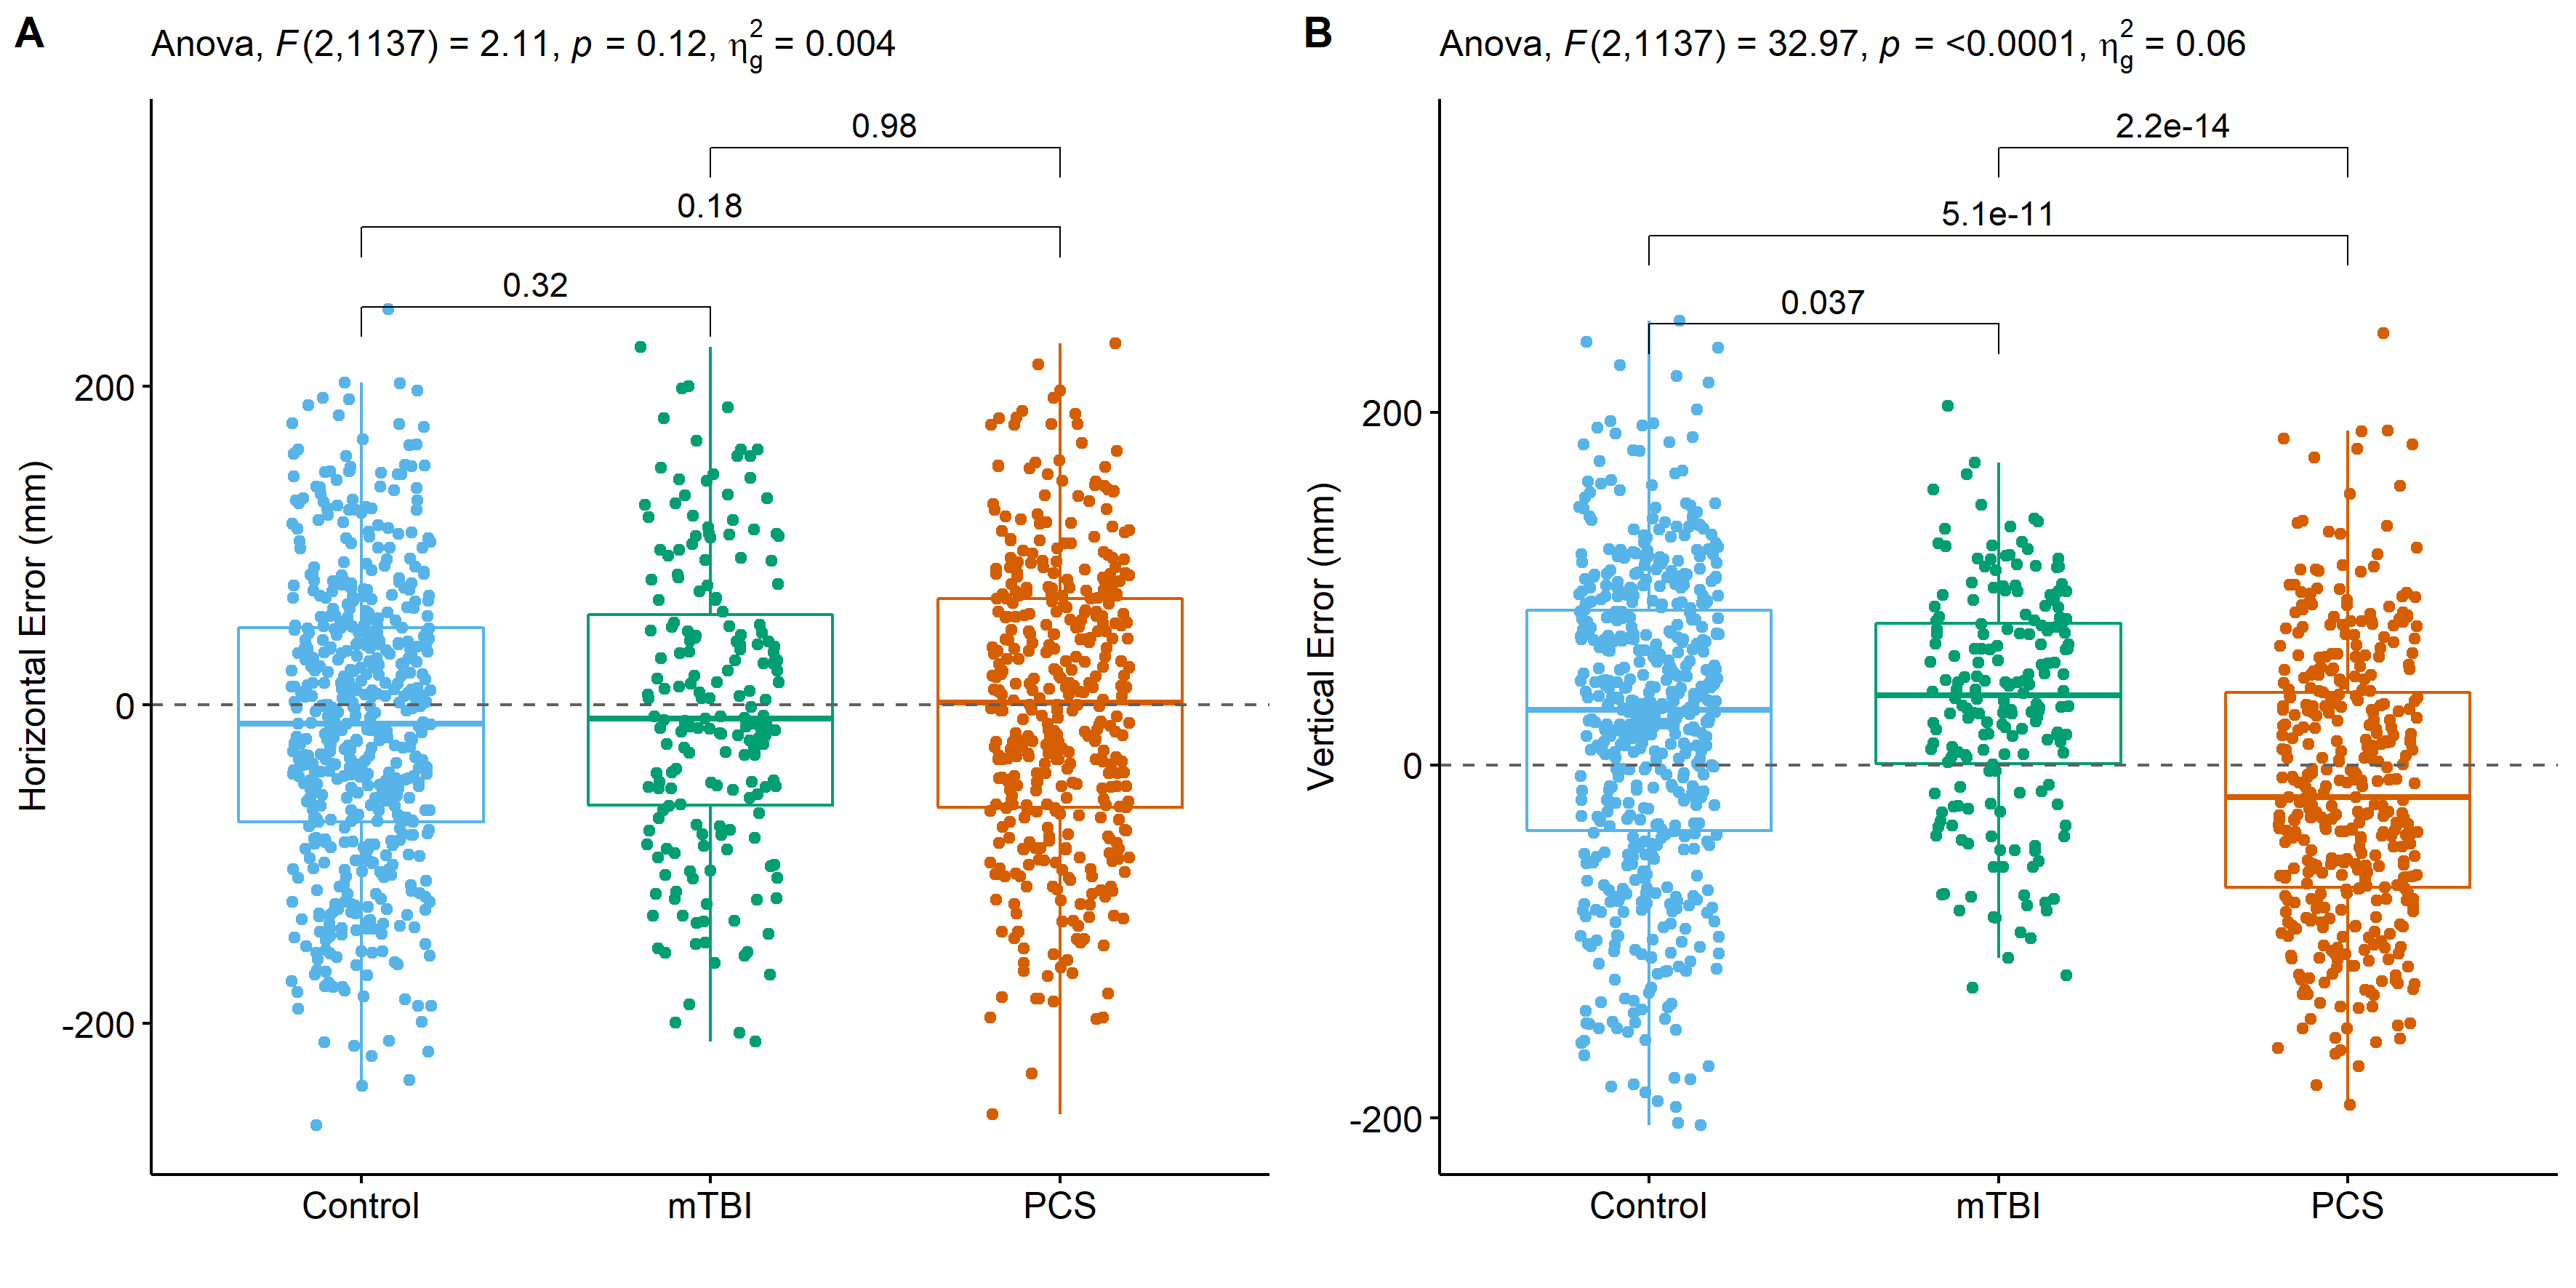 A
Anova, F(2,1137) = 2.11, p = 0.12, η²g = 0.004
0.98
0.18
0.32
200
0
-200
Horizontal Error (mm)
Control
mTBI
PCS
B
Anova, F(2,1137) = 32.97, p = <0.0001, η²g = 0.06
2.2e-14
5.1e-11
0.037
200
0
-200
Vertical Error (mm)
Control
mTBI
PCS